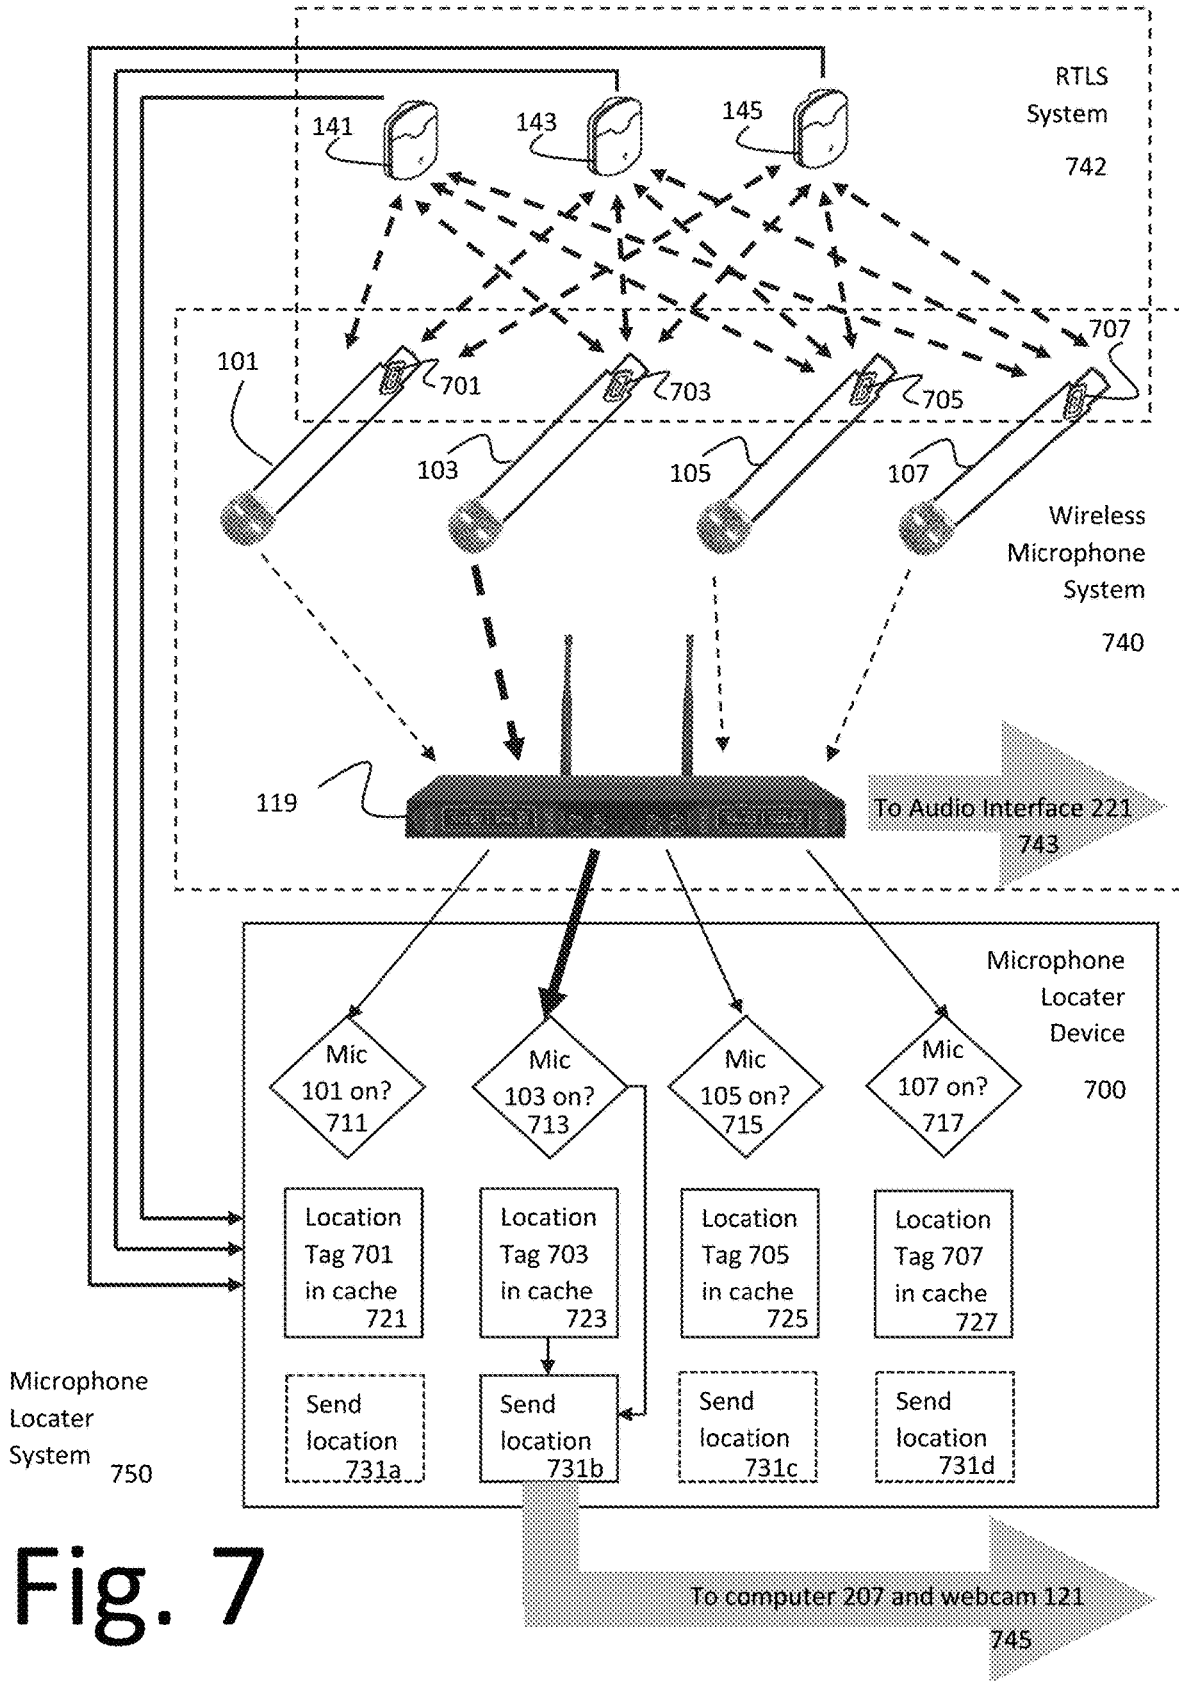 RTLS
System
742
141
143
145
101
701
703
705
707
103
105
107
Wireless
Microphone
System
740
119
To Audio Interface 221
743
Microphone
Locater
Device
700
Mic
101 on?
711
Mic
103 on?
713
Mic
105 on?
715
Mic
107 on?
717
Location
Tag 701
in cache
721
Location
Tag 703
in cache
723
Location
Tag 705
in cache
725
Location
Tag 707
in cache
727
Microphone
Locater
System
750
Send
location
731a
Send
location
731b
Send
location
731c
Send
location
731d
Fig. 7
To computer 207 and webcam 121
745